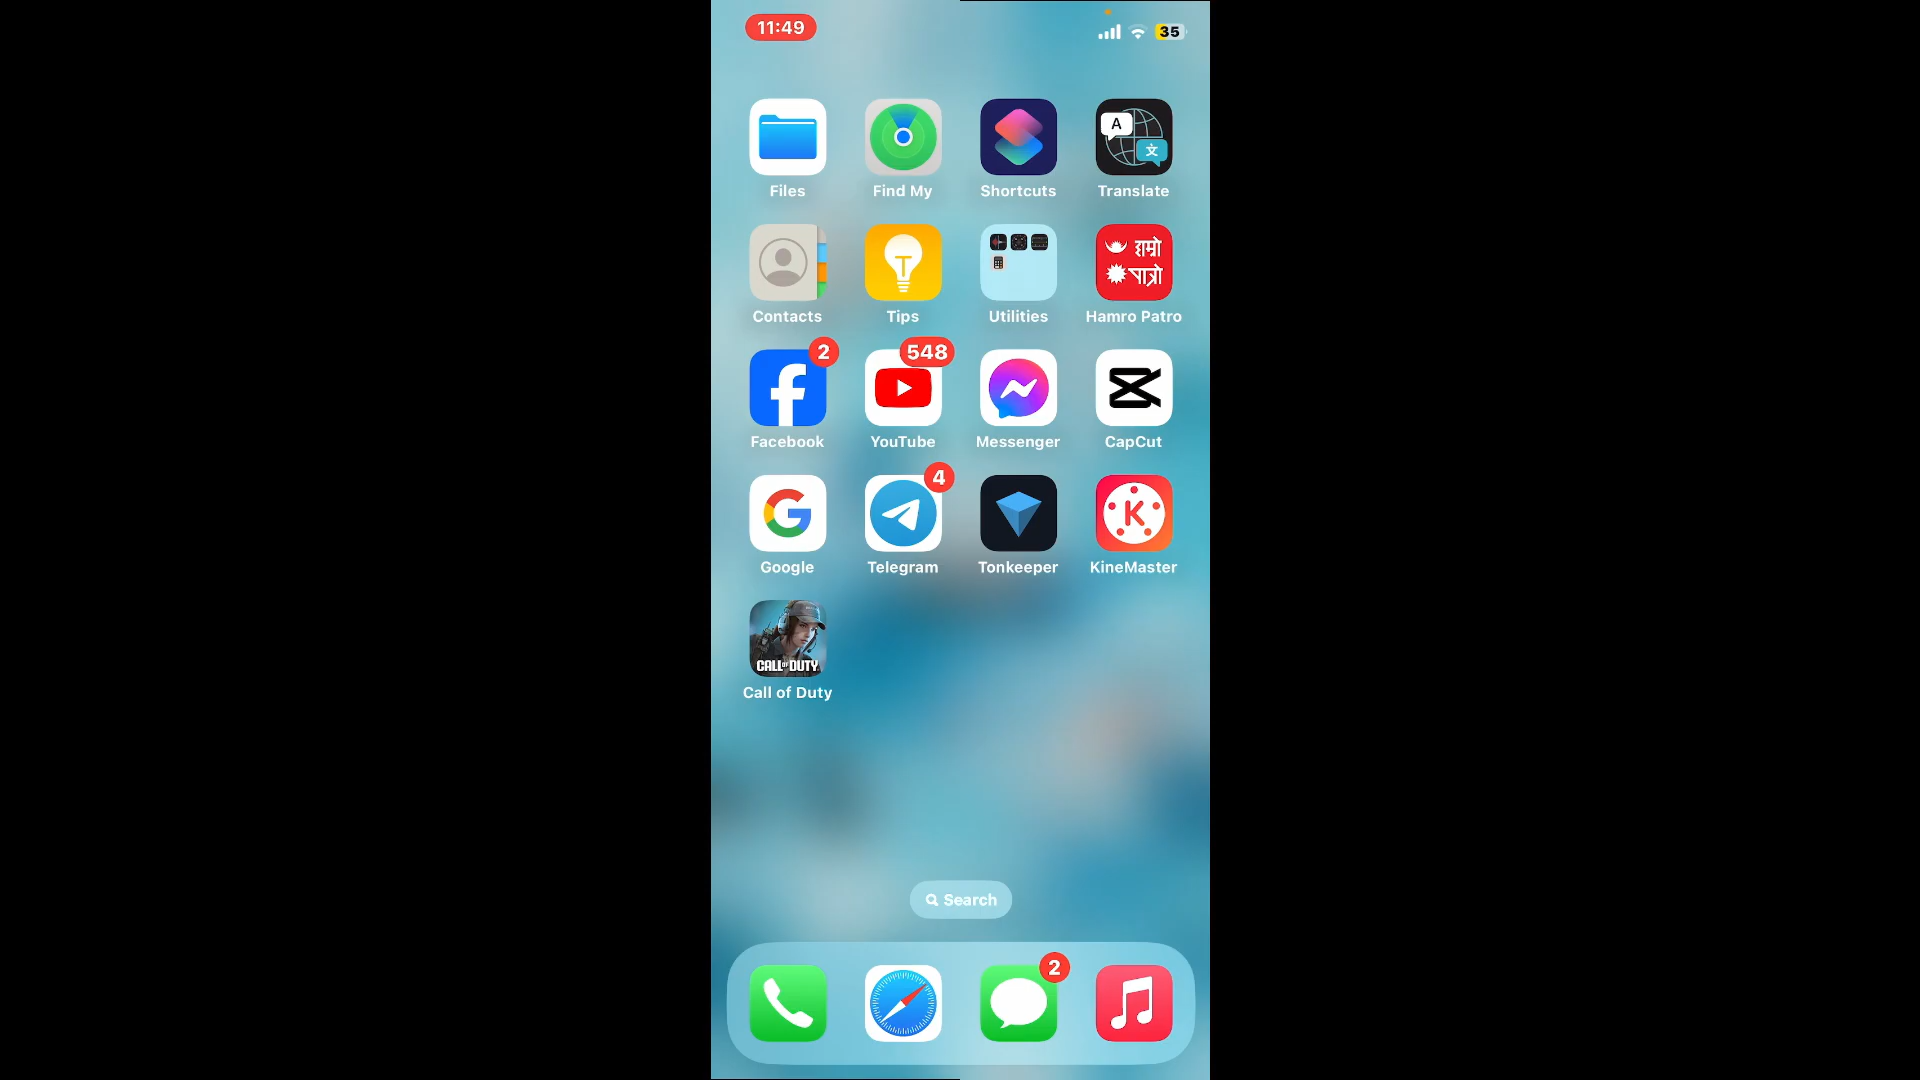 11:49
35
A
文
Files
Find My
Shortcuts
Translate
हाम्रो
पात्रो
Contacts
Tips
Utilities
Hamro Patro
2
548
Facebook
YouTube
Messenger
CapCut
4
G
K
Google
Telegram
Tonkeeper
KineMaster
CALL OF DUTY
Call of Duty
Search
2